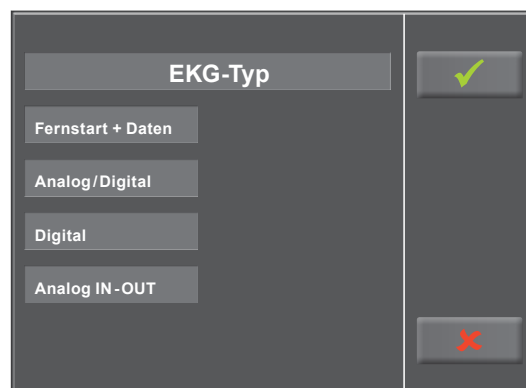 EKG-Typ
Fernstart + Daten
Analog/Digital
Digital
Analog IN-OUT